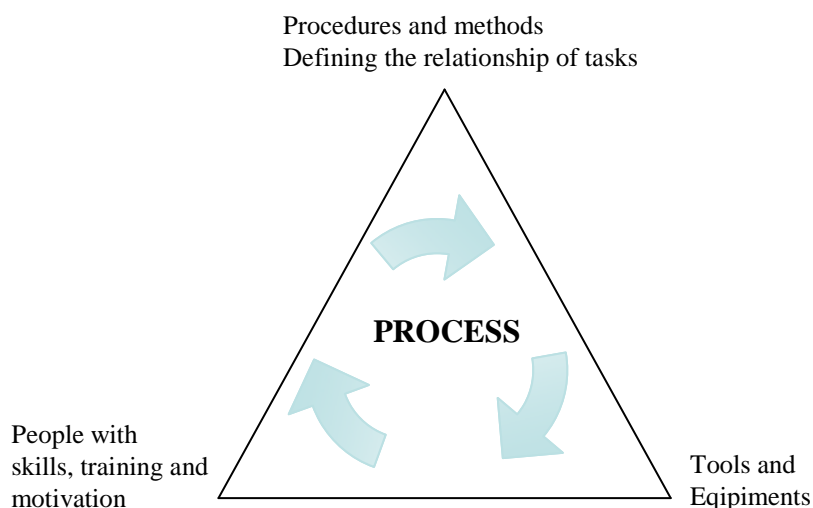 Procedures and methods
Defining the relationship of tasks
PROCESS
People with
skills, training and
motivation
Tools and
Eqipiments